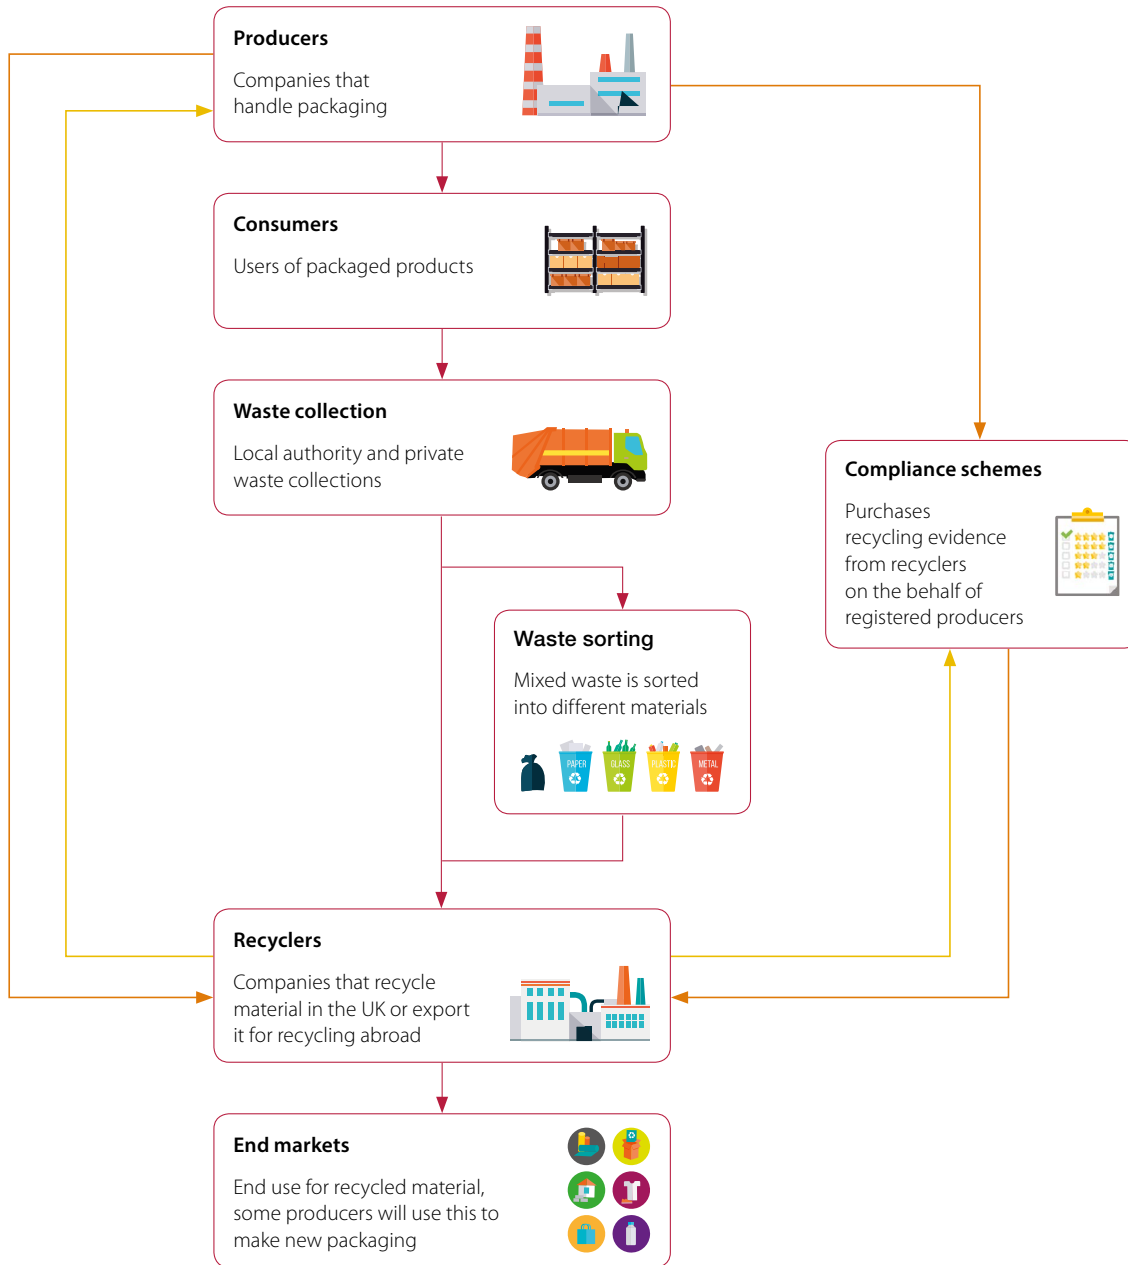 Producers
Companies that
handle packaging
Consumers
Users of packaged products
Waste collection
Local authority and private
waste collections
Compliance schemes
Purchases
recycling evidence
from recyclers
on the behalf of
registered producers
Waste sorting
Mixed waste is sorted
into different materials
PAPER
GLASS
PLASTIC
METAL
Recyclers
Companies that recycle
material in the UK or export
it for recycling abroad
End markets
End use for recycled material,
some producers will use this to
make new packaging